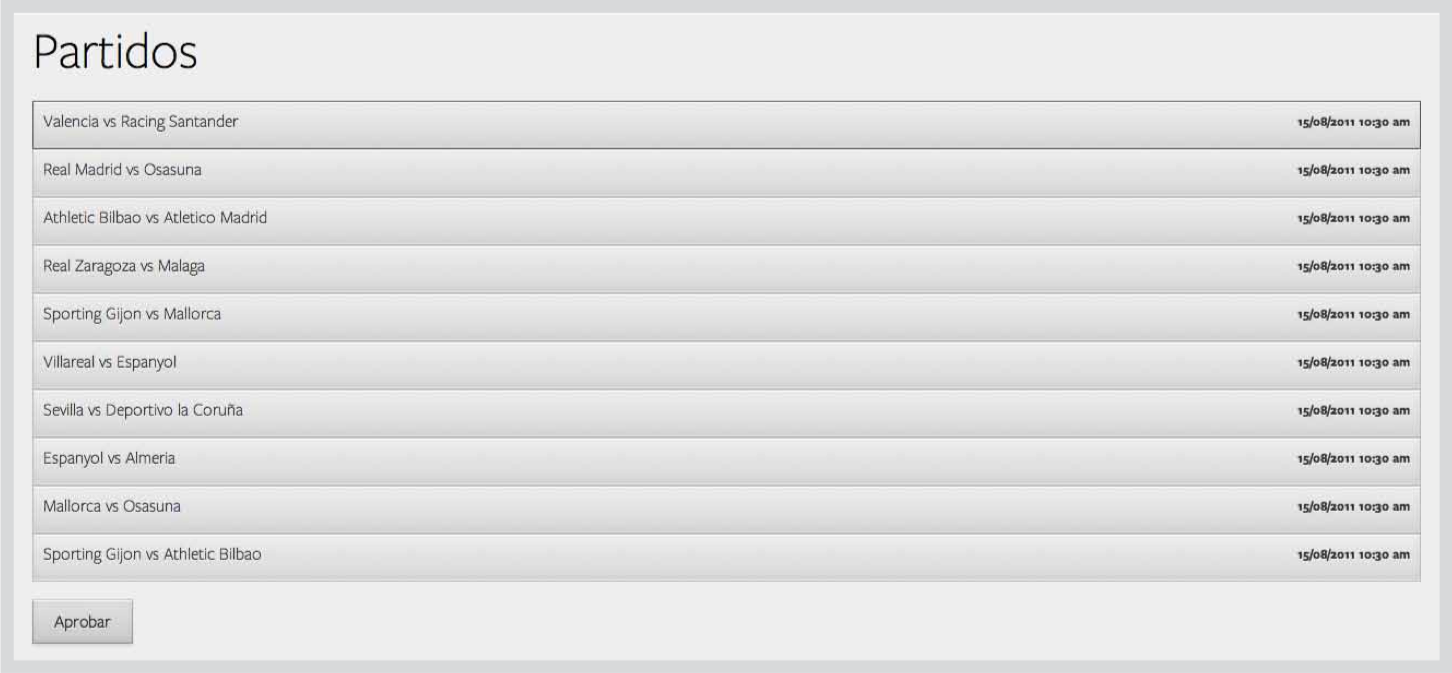 Partidos
Valencia vs Racing Santander 15/08/2011 10:30 am
Real Madrid vs Osasuna 15/08/2011 10:30 am
Athletic Bilbao vs Atletico Madrid 15/08/2011 10:30 am
Real Zaragoza vs Malaga 15/08/2011 10:30 am
Sporting Gijon vs Mallorca 15/08/2011 10:30 am
Villareal vs Espanyol 15/08/2011 10:30 am
Sevilla vs Deportivo la Coruña 15/08/2011 10:30 am
Espanyol vs Almeria 15/08/2011 10:30 am
Mallorca vs Osasuna 15/08/2011 10:30 am
Sporting Gijon vs Athletic Bilbao 15/08/2011 10:30 am
Aprobar